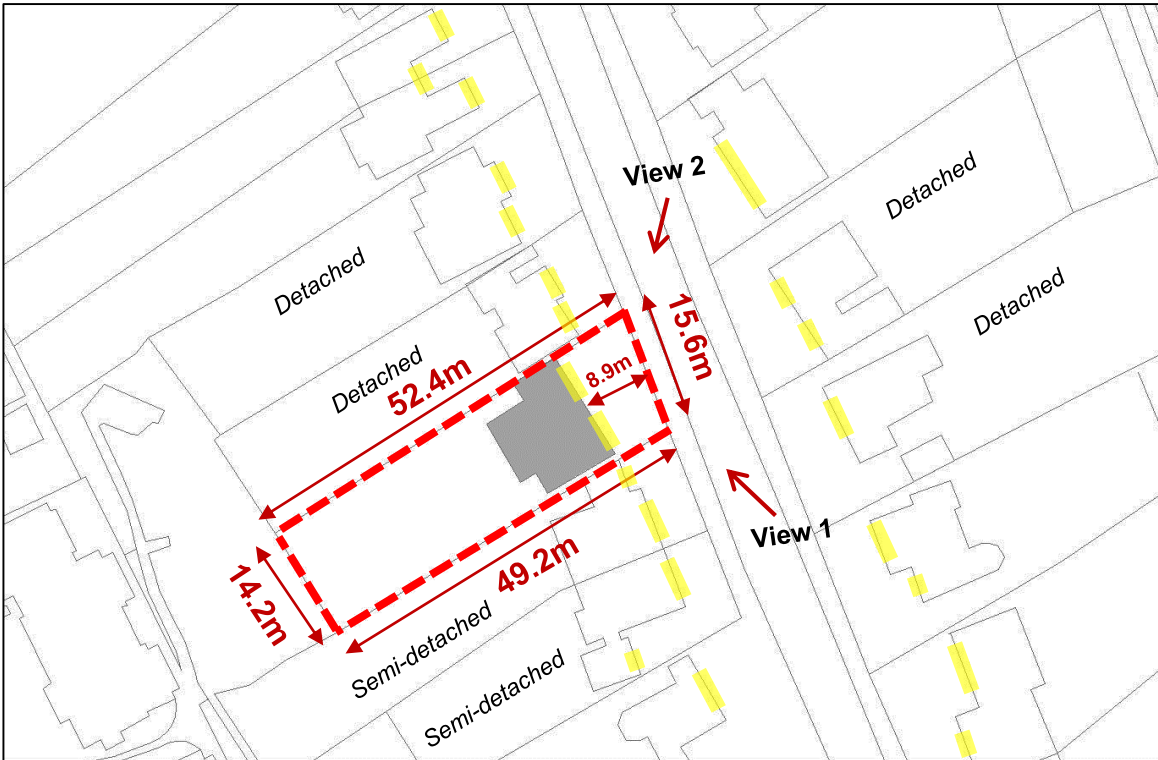 View 2
Detached
Detached
Detached
15.6m
8.9m
Detached
52.4m
View 1
49.2m
14.2m
Semi-detached
Semi-detached